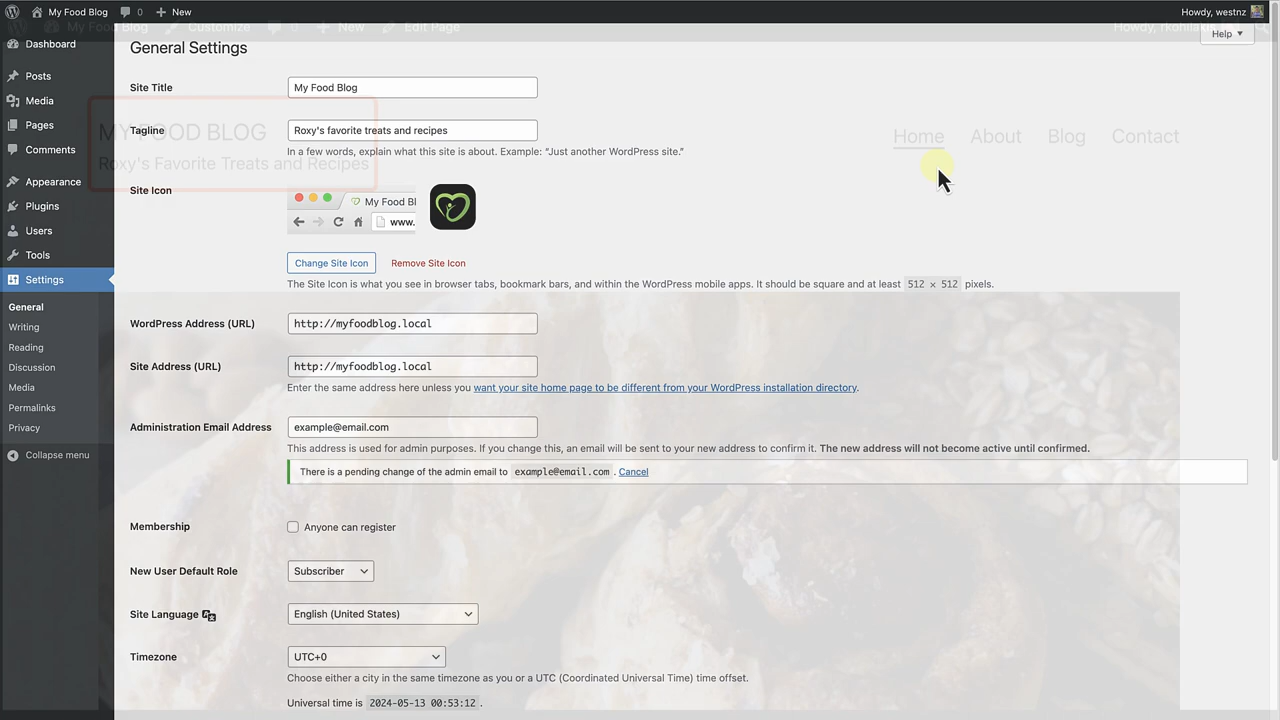 My Food Blog
0
New
Howdy, westnz
My Food Blog
Customize
0
New
Edit Page
Howdy,
Help
Dashboard
Posts
Media
Pages
Comments
Appearance
Plugins
Users
Tools
Settings
General
Writing
Reading
Discussion
Media
Permalinks
Privacy
Collapse menu
General Settings
Site Title
My Food Blog
Tagline
Roxy's favorite treats and recipes
In a few words, explain what this site is about. Example: “Just another WordPress site.”
MY FOOD BLOG
Roxy's Favorite Treats and Recipes
Home
About
Blog
Contact
Site Icon
My Food Bl
www.
Change Site Icon
Remove Site Icon
The Site Icon is what you see in browser tabs, bookmark bars, and within the WordPress mobile apps. It should be square and at least 512 × 512 pixels.
WordPress Address (URL)
http://myfoodblog.local
Site Address (URL)
http://myfoodblog.local
Enter the same address here unless you want your site home page to be different from your WordPress installation directory.
Administration Email Address
example@email.com
This address is used for admin purposes. If you change this, an email will be sent to your new address to confirm it. The new address will not become active until confirmed.
There is a pending change of the admin email to example@email.com . Cancel
Membership
Anyone can register
New User Default Role
Subscriber
Site Language
English (United States)
Timezone
UTC+0
Choose either a city in the same timezone as you or a UTC (Coordinated Universal Time) time offset.
Universal time is 2024-05-13 00:53:12 .